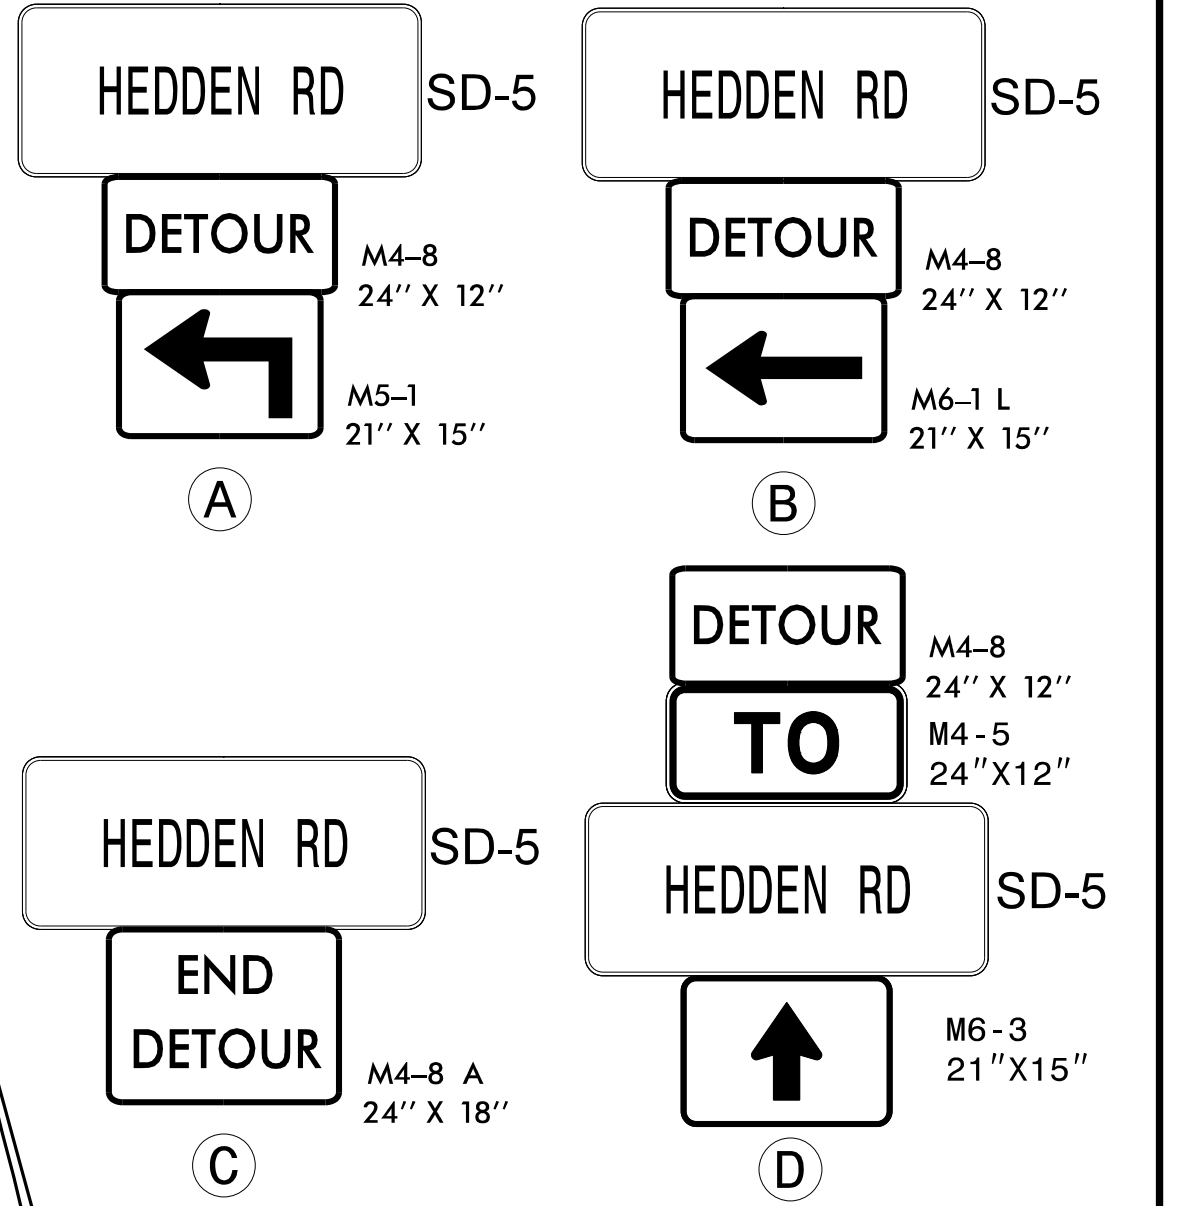 HEDDEN RD
SD-5
DETOUR
M4-8
24'' X 12''
M5-1
21'' X 15''
A
HEDDEN RD
SD-5
DETOUR
M4-8
24'' X 12''
M6-1 L
21'' X 15''
B
HEDDEN RD
SD-5
END
DETOUR
M4-8 A
24'' X 18''
C
DETOUR
M4-8
24'' X 12''
TO
M4-5
24"X12"
HEDDEN RD
SD-5
M6-3
21"X15"
D